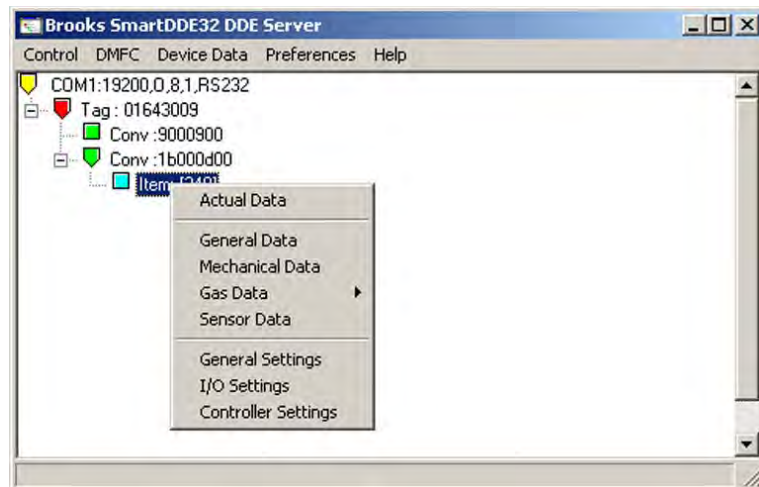 Brooks SmartDDE32 DDE Server
Control DMFC Device Data Preferences Help
COM1:19200,O,8,1,RS232
Tag : 01643009
Conv :9000900
Conv :1b000d00
Item
Actual Data
General Data
Mechanical Data
Gas Data
Sensor Data
General Settings
I/O Settings
Controller Settings